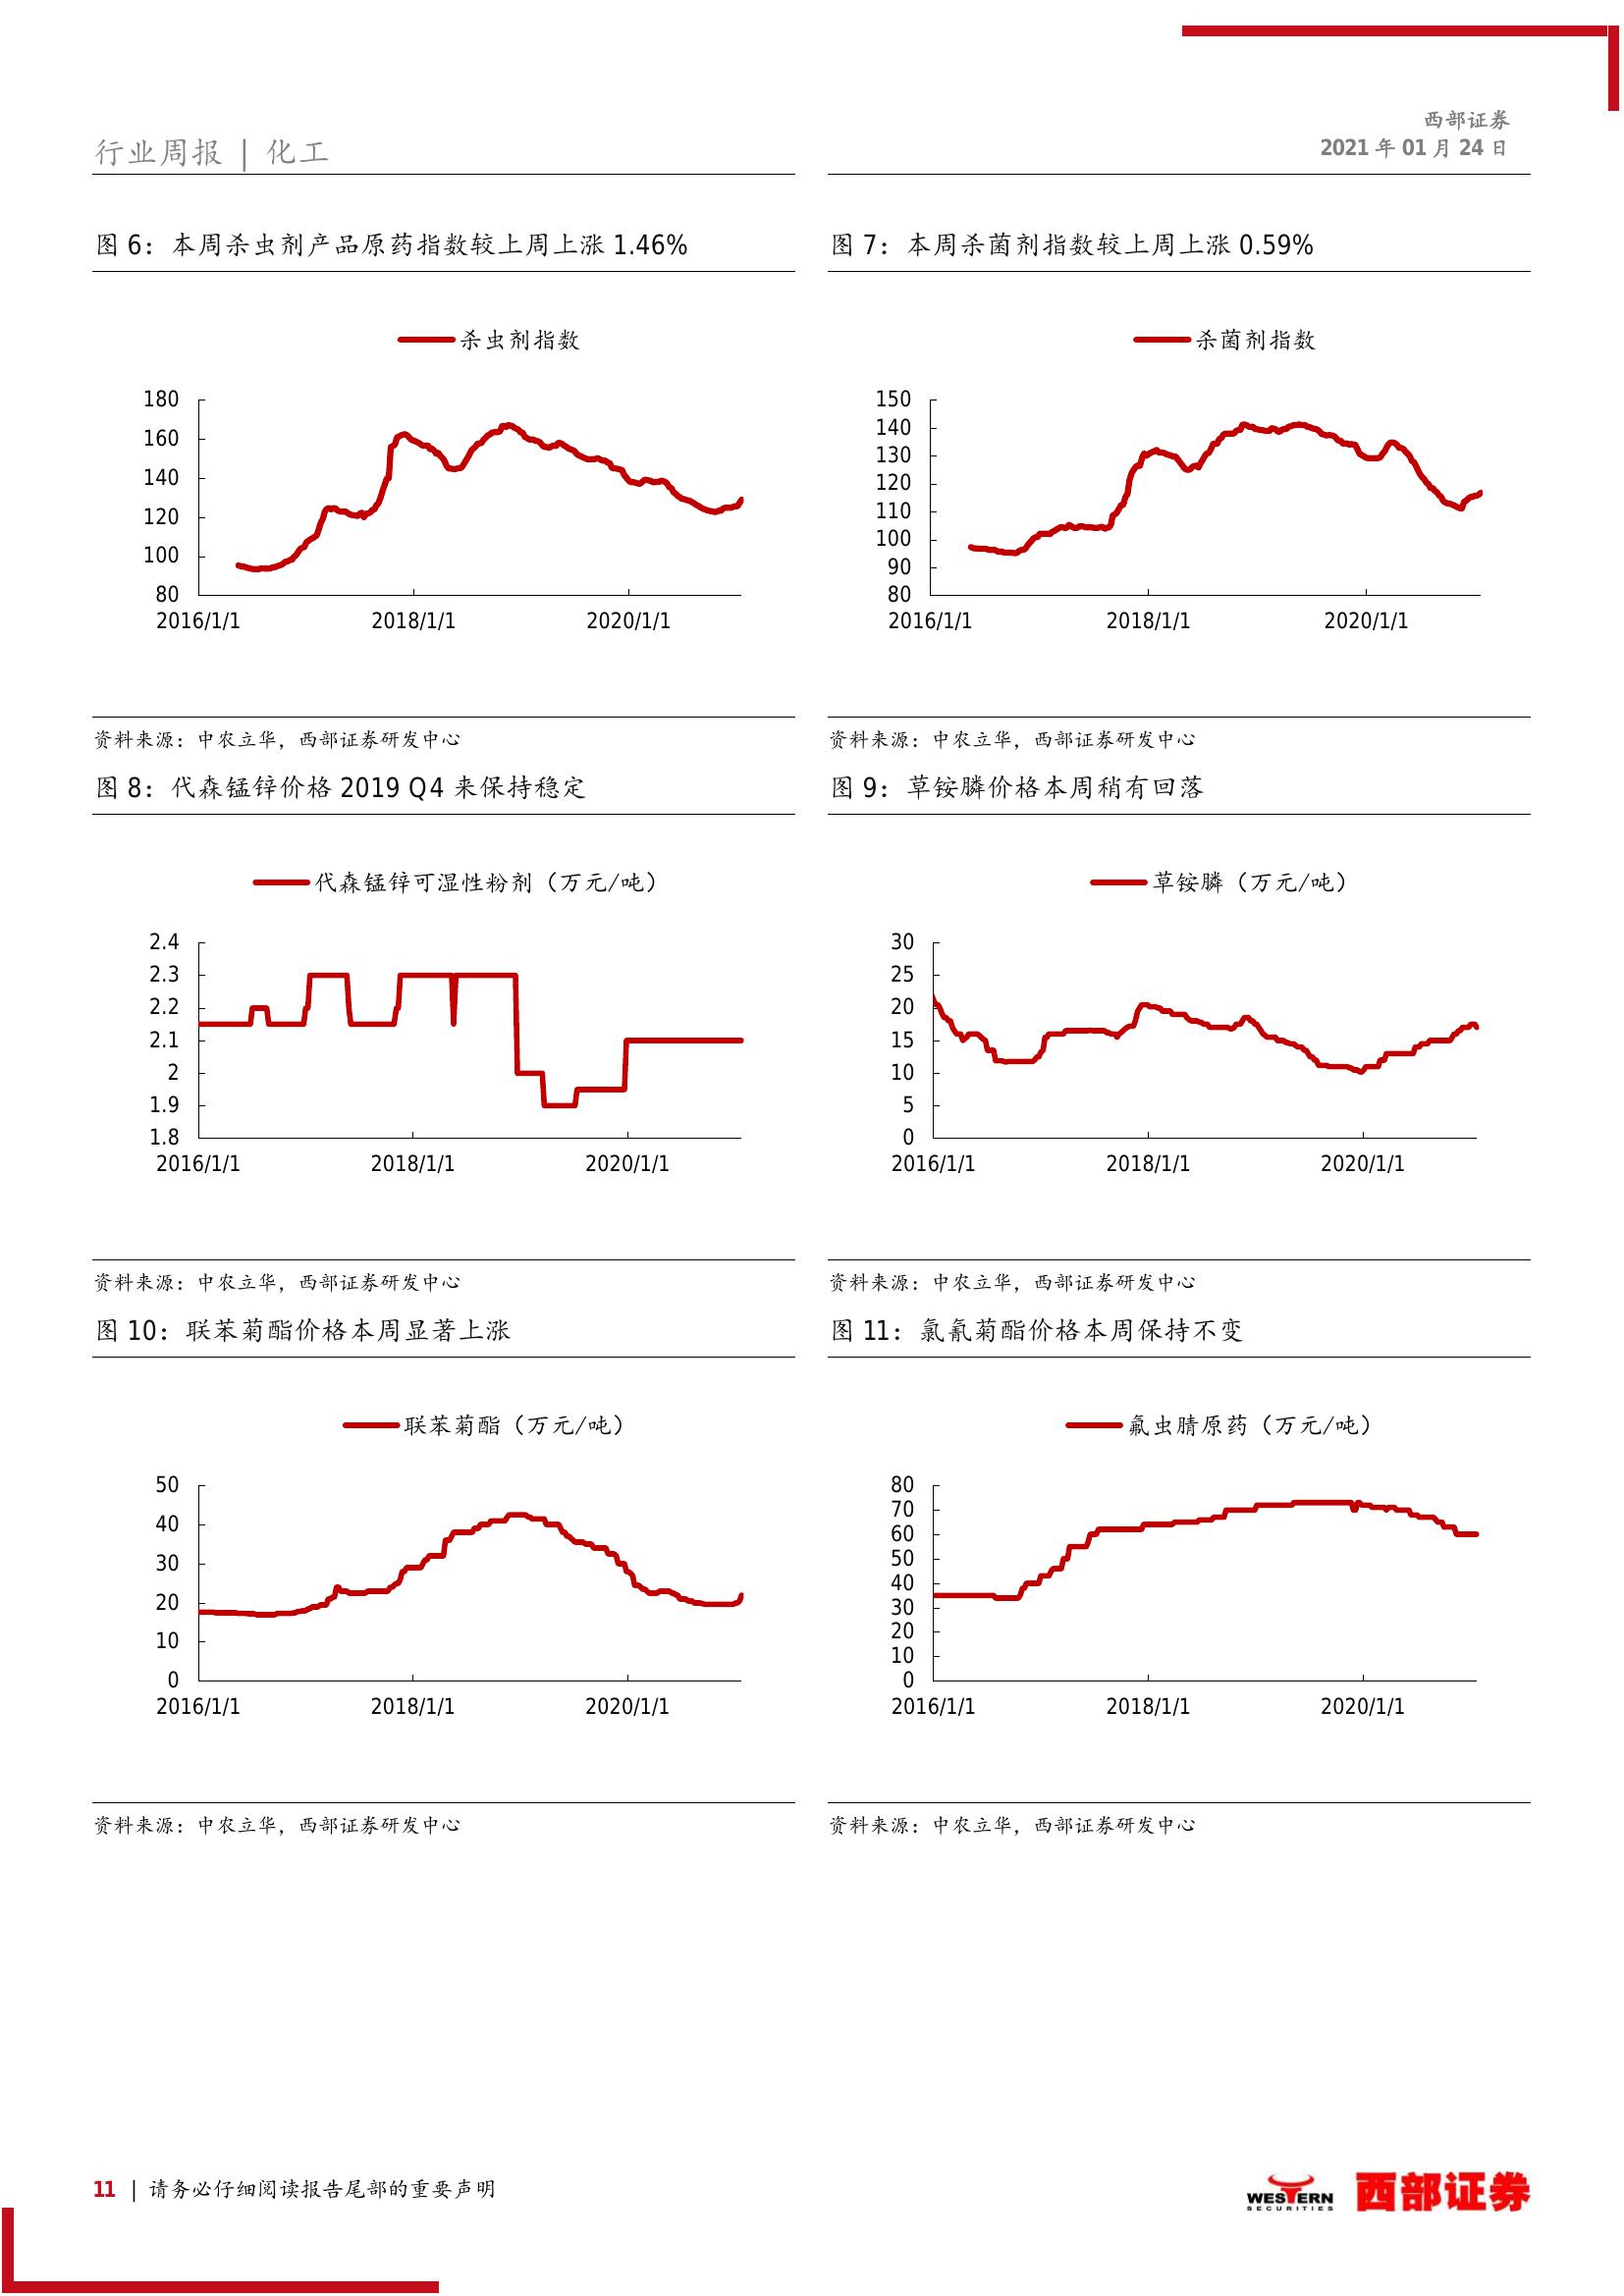 西部证券
行业周报 | 化工
2021 年 01 月 24 日
图 6：本周杀虫剂产品原药指数较上周上涨 1.46%
杀虫剂指数
180
160
140
120
100
80
2016/1/1 2018/1/1 2020/1/1
资料来源：中农立华，西部证券研发中心
图 7：本周杀菌剂指数较上周上涨 0.59%
杀菌剂指数
150
140
130
120
110
100
90
80
2016/1/1 2018/1/1 2020/1/1
资料来源：中农立华，西部证券研发中心
图 8：代森锰锌价格 2019 Q4 来保持稳定
代森锰锌可湿性粉剂（万元/吨）
2.4
2.3
2.2
2.1
2
1.9
1.8
2016/1/1 2018/1/1 2020/1/1
资料来源：中农立华，西部证券研发中心
图 9：草铵膦价格本周稍有回落
草铵膦（万元/吨）
30
25
20
15
10
5
0
2016/1/1 2018/1/1 2020/1/1
资料来源：中农立华，西部证券研发中心
图 10：联苯菊酯价格本周显著上涨
联苯菊酯（万元/吨）
50
40
30
20
10
0
2016/1/1 2018/1/1 2020/1/1
资料来源：中农立华，西部证券研发中心
图 11：氯氰菊酯价格本周保持不变
氟虫腈原药（万元/吨）
80
70
60
50
40
30
20
10
0
2016/1/1 2018/1/1 2020/1/1
资料来源：中农立华，西部证券研发中心
11 | 请务必仔细阅读报告尾部的重要声明
WESTERN
SECURITIES
西部证券